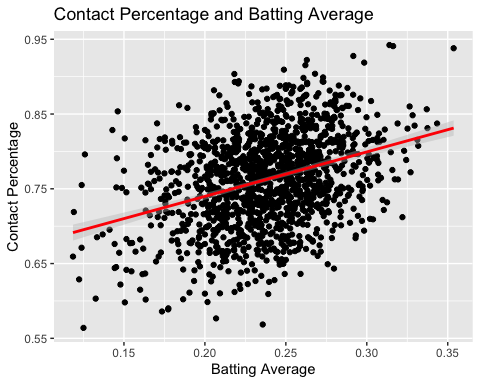 Contact Percentage and Batting Average
0.95
0.85
0.75
0.65
0.55
Contact Percentage
0.15 0.20 0.25 0.30 0.35
Batting Average